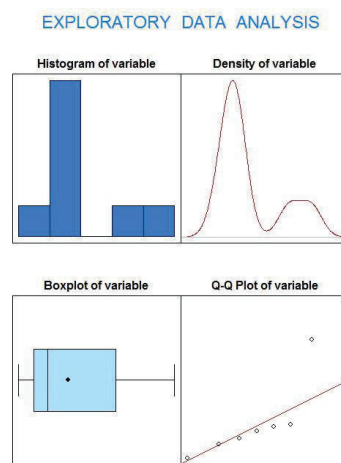 EXPLORATORY DATA ANALYSIS
Histogram of variable
Density of variable
Boxplot of variable
Q-Q Plot of variable